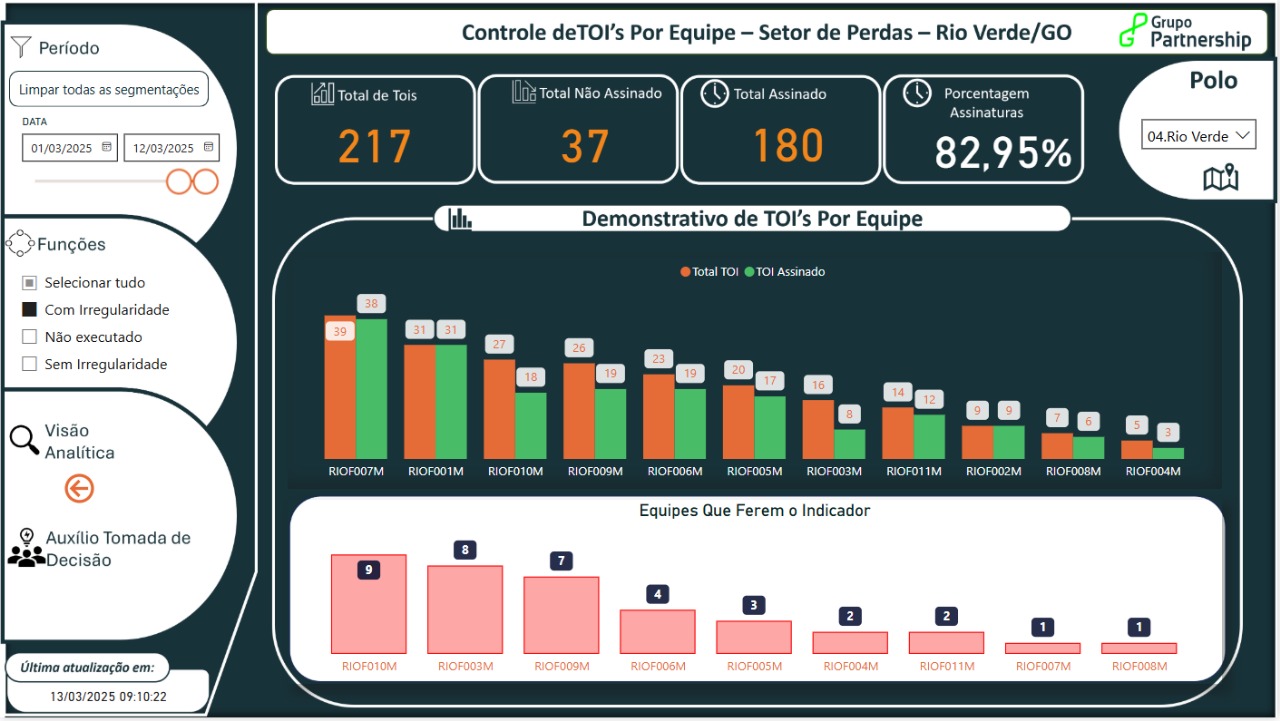 Controle deTOI’s Por Equipe – Setor de Perdas – Rio Verde/GO
Grupo
Partnership
Período
Limpar todas as segmentações
DATA
01/03/2025 12/03/2025
Funções
Selecionar tudo
Com Irregularidade
Não executado
Sem Irregularidade
Visão
Analítica
Auxílio Tomada de
Decisão
Última atualização em:
13/03/2025 09:10:22
Total de Tois
217
Total Não Assinado
37
Total Assinado
180
Porcentagem
Assinaturas
82,95%
Polo
04.Rio Verde
Demonstrativo de TOI’s Por Equipe
Total TOI TOI Assinado
39 38 31 31 27 18 26 19 23 19 20 17 16 8 14 12 9 9 7 6 5 3
RIOF007M RIOF001M RIOF010M RIOF009M RIOF006M RIOF005M RIOF003M RIOF011M RIOF002M RIOF008M RIOF004M
Equipes Que Ferem o Indicador
9 8 7 4 3 2 2 1 1
RIOF010M RIOF003M RIOF009M RIOF006M RIOF005M RIOF004M RIOF011M RIOF007M RIOF008M